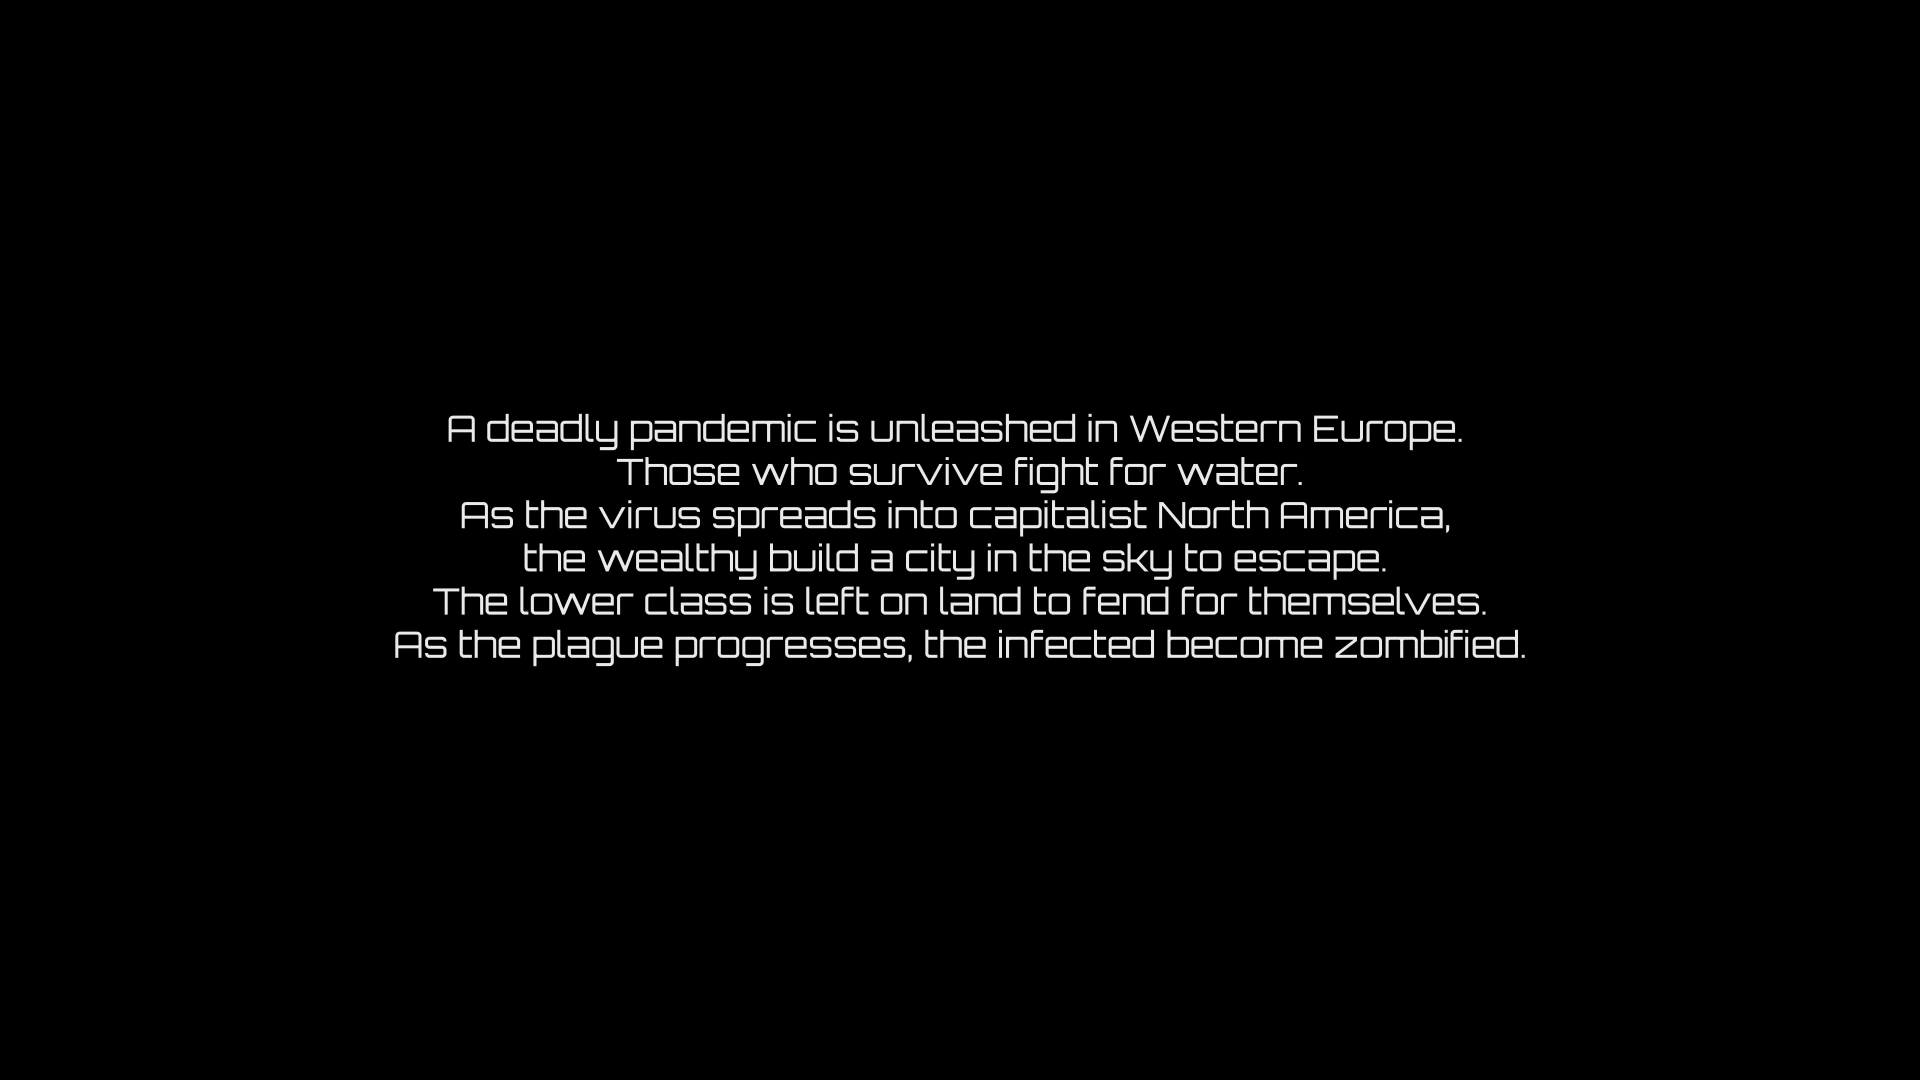 A deadly pandemic is unleashed in Western Europe.
Those who survive fight for water.
As the virus spreads into capitalist North America,
the wealthy build a city in the sky to escape.
The lower class is left on land to fend for themselves.
As the plague progresses, the infected become zombified.